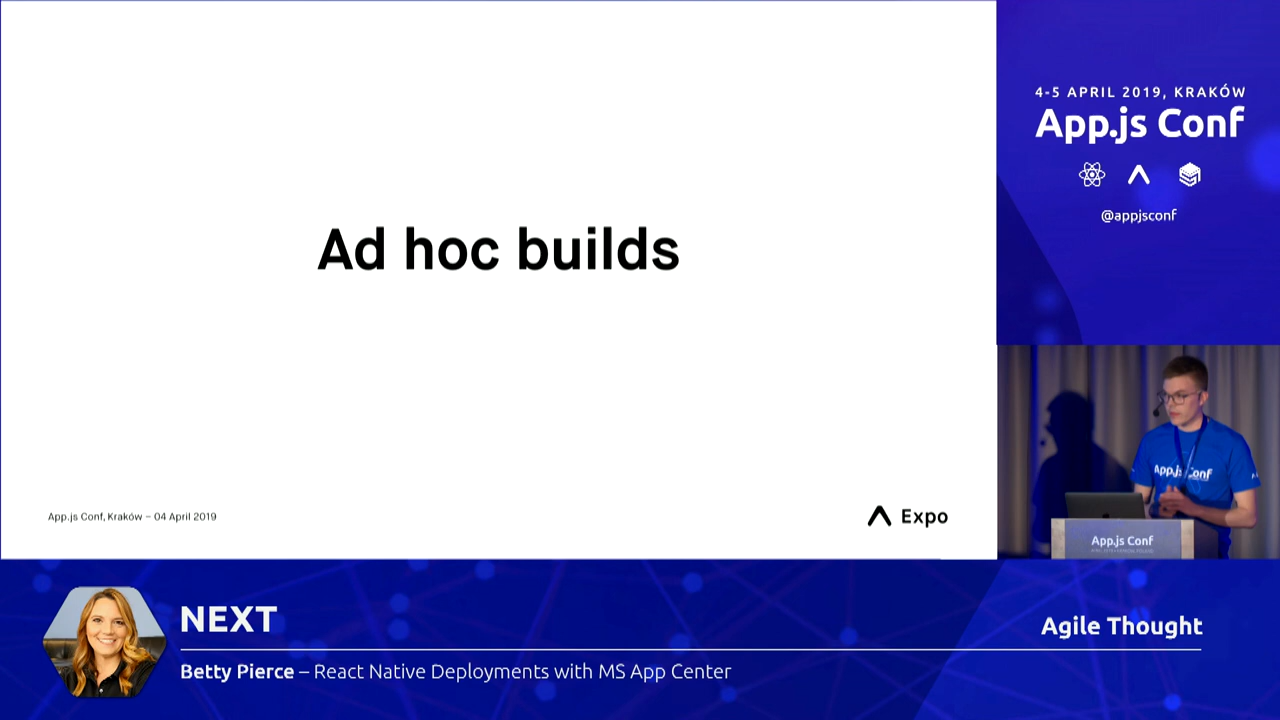 Ad hoc builds
App.js Conf, Kraków – 04 April 2019
Expo
4-5 APRIL 2019, KRAKÓW
App.js Conf
@appjsconf
App.js Conf
App.js Conf
NEXT
Betty Pierce – React Native Deployments with MS App Center
Agile Thought